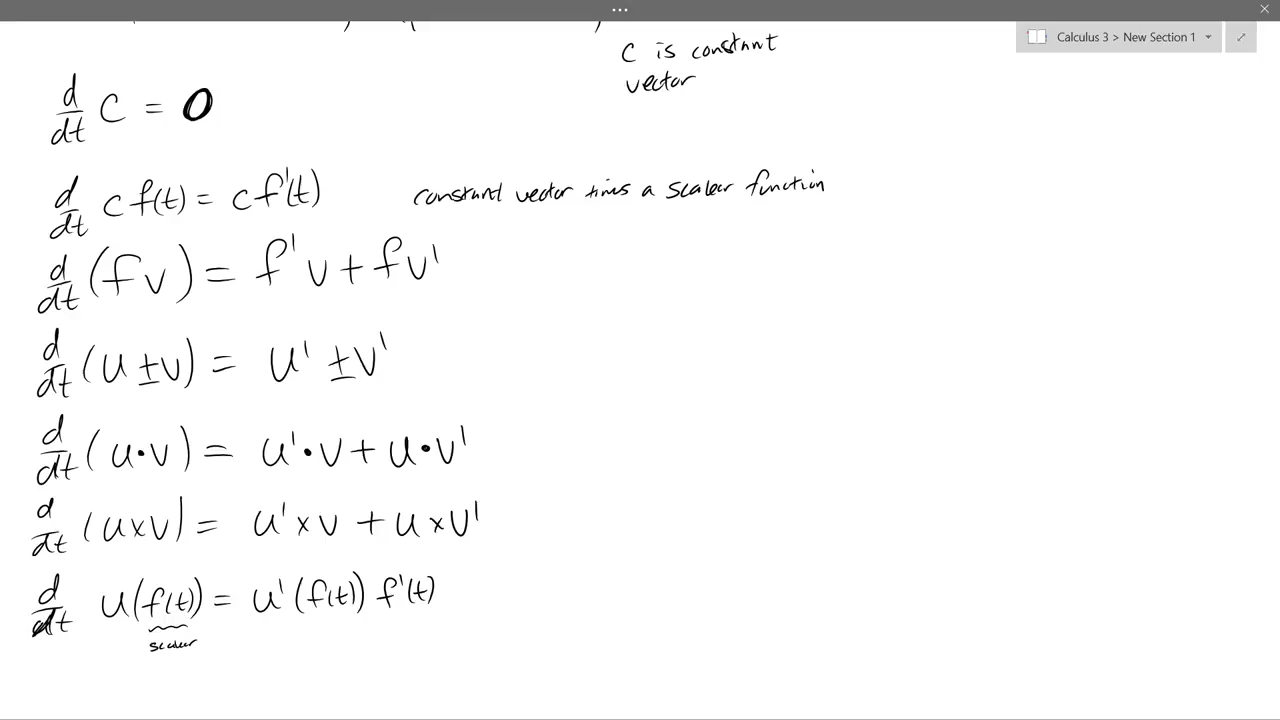 Calculus 3 > New Section 1
C is constant
vector
d/dt C = 0
d/dt c f(t) = c f'(t) constant vector times a scalar function
d/dt (fv) = f'v + fv'
d/dt (u ± v) = u' ± v'
d/dt (u • v) = u' • v + u • v'
d/dt (u × v) = u' × v + u × v'
d/dt u(f(t)) = u'(f(t)) f'(t)
scalar